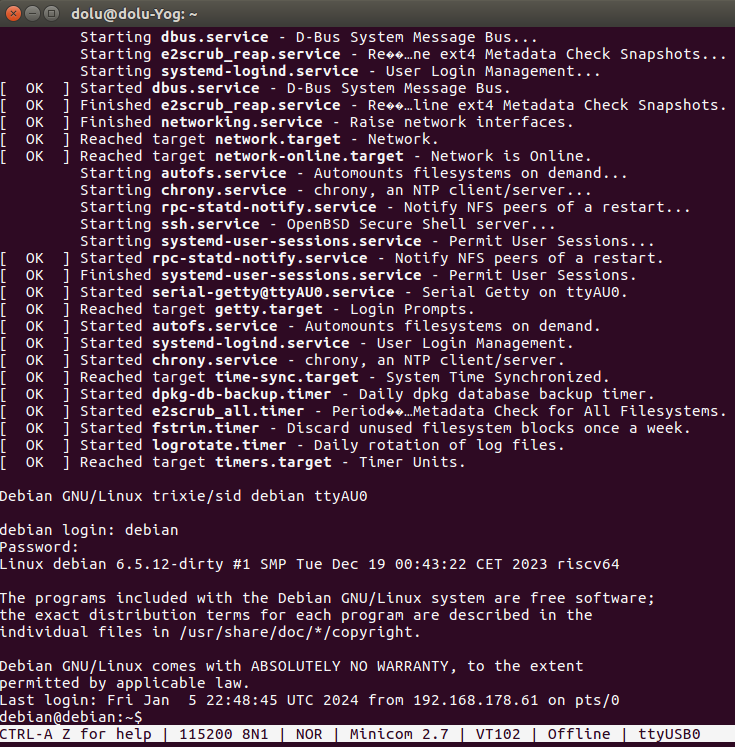 dolu@dolu-Yog: ~
Starting dbus.service - D-Bus System Message Bus...
Starting e2scrub_reap.service - Re��…ne ext4 Metadata Check Snapshots...
Starting systemd-logind.service - User Login Management...
[  OK  ] Started dbus.service - D-Bus System Message Bus.
[  OK  ] Finished e2scrub_reap.service - Re��…line ext4 Metadata Check Snapshots.
[  OK  ] Finished networking.service - Raise network interfaces.
[  OK  ] Reached target network.target - Network.
[  OK  ] Reached target network-online.target - Network is Online.
Starting autofs.service - Automounts filesystems on demand...
Starting chrony.service - chrony, an NTP client/server...
Starting rpc-statd-notify.service - Notify NFS peers of a restart...
Starting ssh.service - OpenBSD Secure Shell server...
Starting systemd-user-sessions.service - Permit User Sessions...
[  OK  ] Started rpc-statd-notify.service - Notify NFS peers of a restart.
[  OK  ] Finished systemd-user-sessions.service - Permit User Sessions.
[  OK  ] Started serial-getty@ttyAU0.service - Serial Getty on ttyAU0.
[  OK  ] Reached target getty.target - Login Prompts.
[  OK  ] Started autofs.service - Automounts filesystems on demand.
[  OK  ] Started systemd-logind.service - User Login Management.
[  OK  ] Started chrony.service - chrony, an NTP client/server.
[  OK  ] Reached target time-sync.target - System Time Synchronized.
[  OK  ] Started dpkg-db-backup.timer - Daily dpkg database backup timer.
[  OK  ] Started e2scrub_all.timer - Period��…Metadata Check for All Filesystems.
[  OK  ] Started fstrim.timer - Discard unused filesystem blocks once a week.
[  OK  ] Started logrotate.timer - Daily rotation of log files.
[  OK  ] Reached target timers.target - Timer Units.
Debian GNU/Linux trixie/sid debian ttyAU0
debian login: debian
Password:
Linux debian 6.5.12-dirty #1 SMP Tue Dec 19 00:43:22 CET 2023 riscv64
The programs included with the Debian GNU/Linux system are free software;
the exact distribution terms for each program are described in the
individual files in /usr/share/doc/*/copyright.
Debian GNU/Linux comes with ABSOLUTELY NO WARRANTY, to the extent
permitted by applicable law.
Last login: Fri Jan  5 22:48:45 UTC 2024 from 192.168.178.61 on pts/0
debian@debian:~$
CTRL-A Z for help | 115200 8N1 | NOR | Minicom 2.7 | VT102 | Offline | ttyUSB0